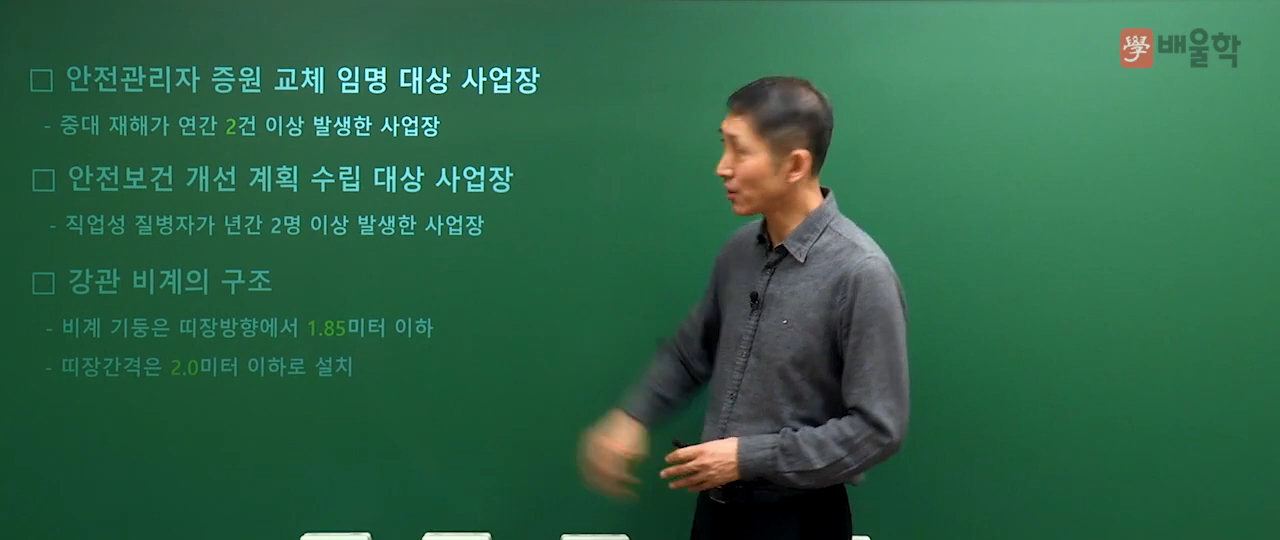 學 배울학
□ 안전관리자 증원 교체 임명 대상 사업장
- 중대 재해가 연간 2건 이상 발생한 사업장
□ 안전보건 개선 계획 수립 대상 사업장
- 직업성 질병자가 년간 2명 이상 발생한 사업장
□ 강관 비계의 구조
- 비계 기둥은 띠장방향에서 1.85미터 이하
- 띠장간격은 2.0미터 이하로 설치